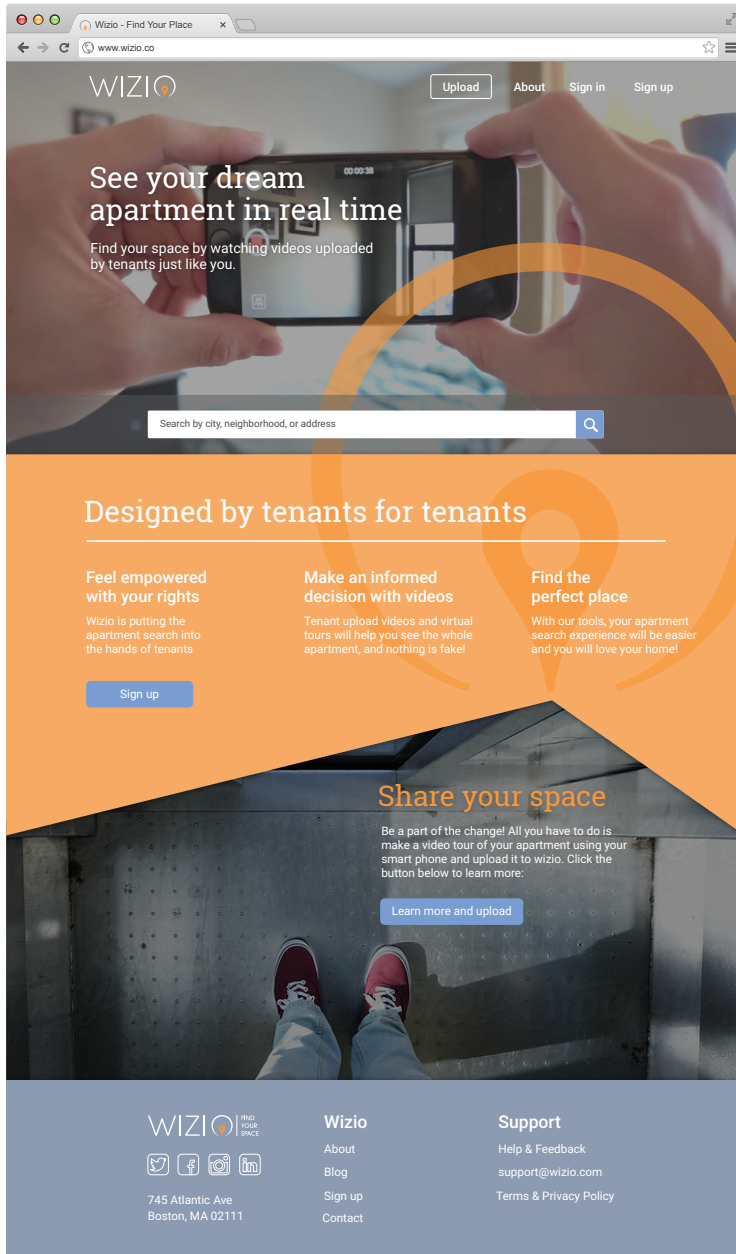 Wizio - Find Your Place
www.wizio.co
WIZIO
Upload About Sign in Sign up
00:00:38
See your dream
apartment in real time
Find your space by watching videos uploaded
by tenants just like you.
Search by city, neighborhood, or address
Designed by tenants for tenants
Feel empowered
with your rights
Wizio is putting the
apartment search into
the hands of tenants
Sign up
Make an informed
decision with videos
Tenant upload videos and virtual
tours will help you see the whole
apartment, and nothing is fake!
Find the
perfect place
With our tools, your apartment
search experience will be easier
and you will love your home!
Share your space
Be a part of the change! All you have to do is
make a video tour of your apartment using your
smart phone and upload it to wizio. Click the
button below to learn more:
Learn more and upload
WIZIO
FIND
YOUR
SPACE
745 Atlantic Ave
Boston, MA 02111
Wizio
About
Blog
Sign up
Contact
Support
Help & Feedback
support@wizio.com
Terms & Privacy Policy